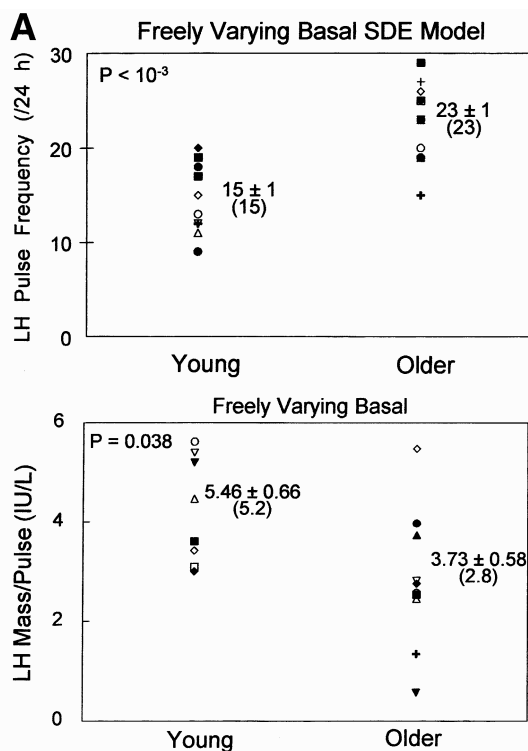 A
Freely Varying Basal SDE Model
LH Pulse Frequency (/24 h)
30
20
10
0
P < 10⁻³
15 ± 1
(15)
23 ± 1
(23)
Young
Older
Freely Varying Basal
LH Mass/Pulse (IU/L)
6
4
2
0
P = 0.038
5.46 ± 0.66
(5.2)
3.73 ± 0.58
(2.8)
Young
Older